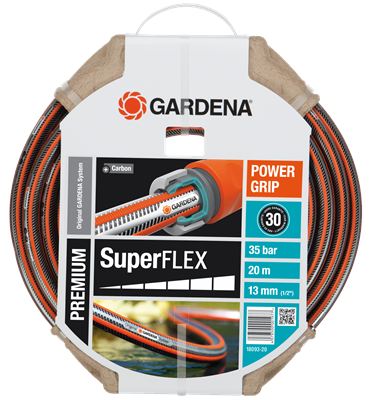 GARDENA
Original GARDENA System
Carbon
GARDENA
POWER
GRIP
30
35 bar
20 m
13 mm (1/2")
PREMIUM
SuperFLEX
18093-20